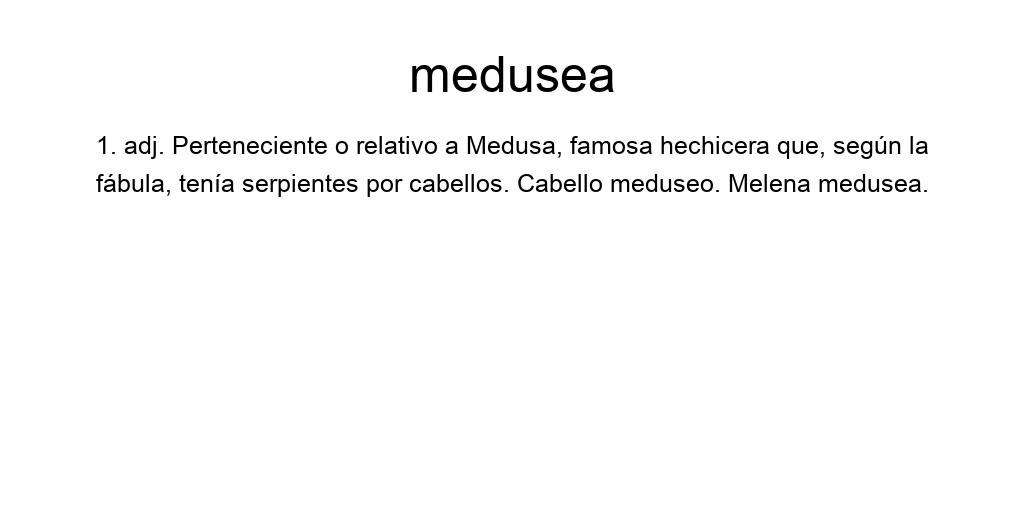 medusea
1. adj. Perteneciente o relativo a Medusa, famosa hechicera que, según la
fábula, tenía serpientes por cabellos. Cabello meduseo. Melena medusea.